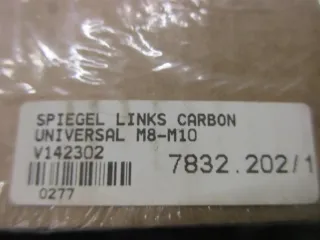 SPIEGEL LINKS CARBON
UNIVERSAL M8-M10
V142302
7832.202/1
0277